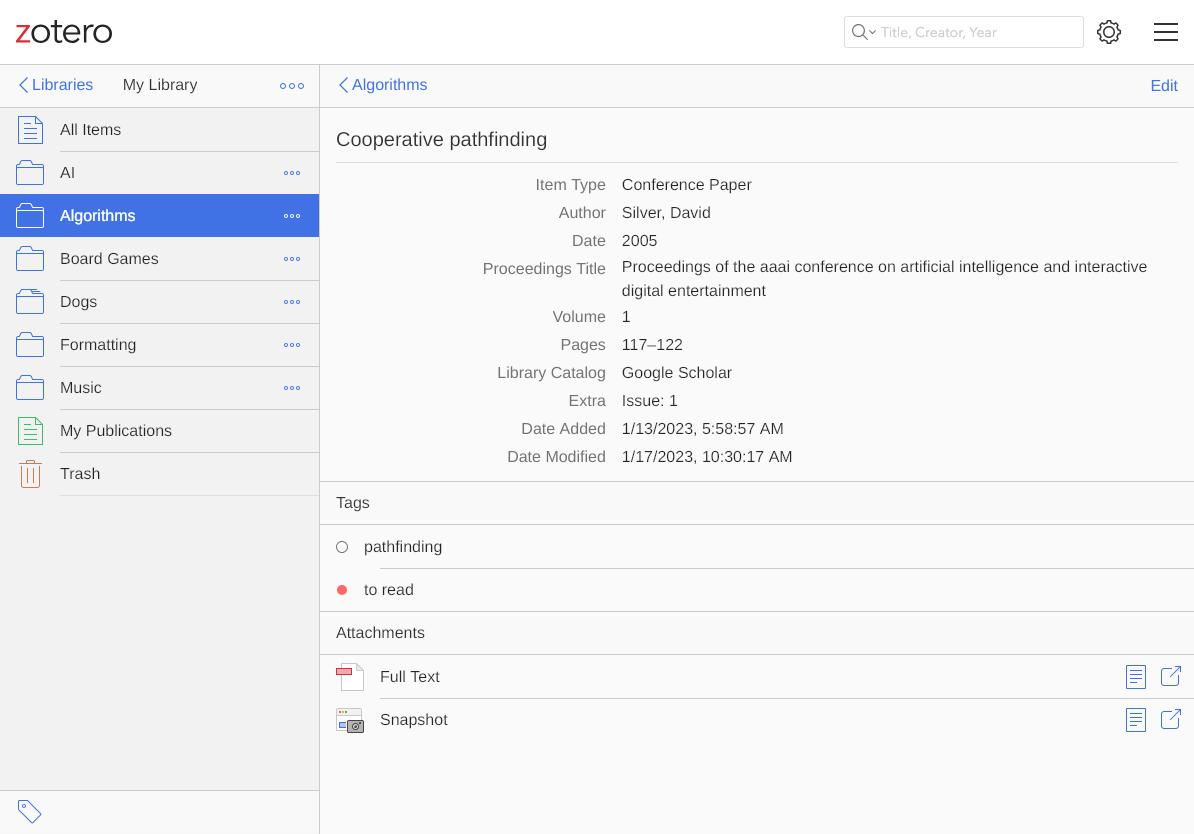 zotero
Title, Creator, Year
Libraries My Library
All Items
AI
Algorithms
Board Games
Dogs
Formatting
Music
My Publications
Trash
Algorithms Edit
Cooperative pathfinding
Item Type Conference Paper
Author Silver, David
Date 2005
Proceedings Title Proceedings of the aaai conference on artificial intelligence and interactive
digital entertainment
Volume 1
Pages 117–122
Library Catalog Google Scholar
Extra Issue: 1
Date Added 1/13/2023, 5:58:57 AM
Date Modified 1/17/2023, 10:30:17 AM
Tags
pathfinding
to read
Attachments
Full Text
Snapshot